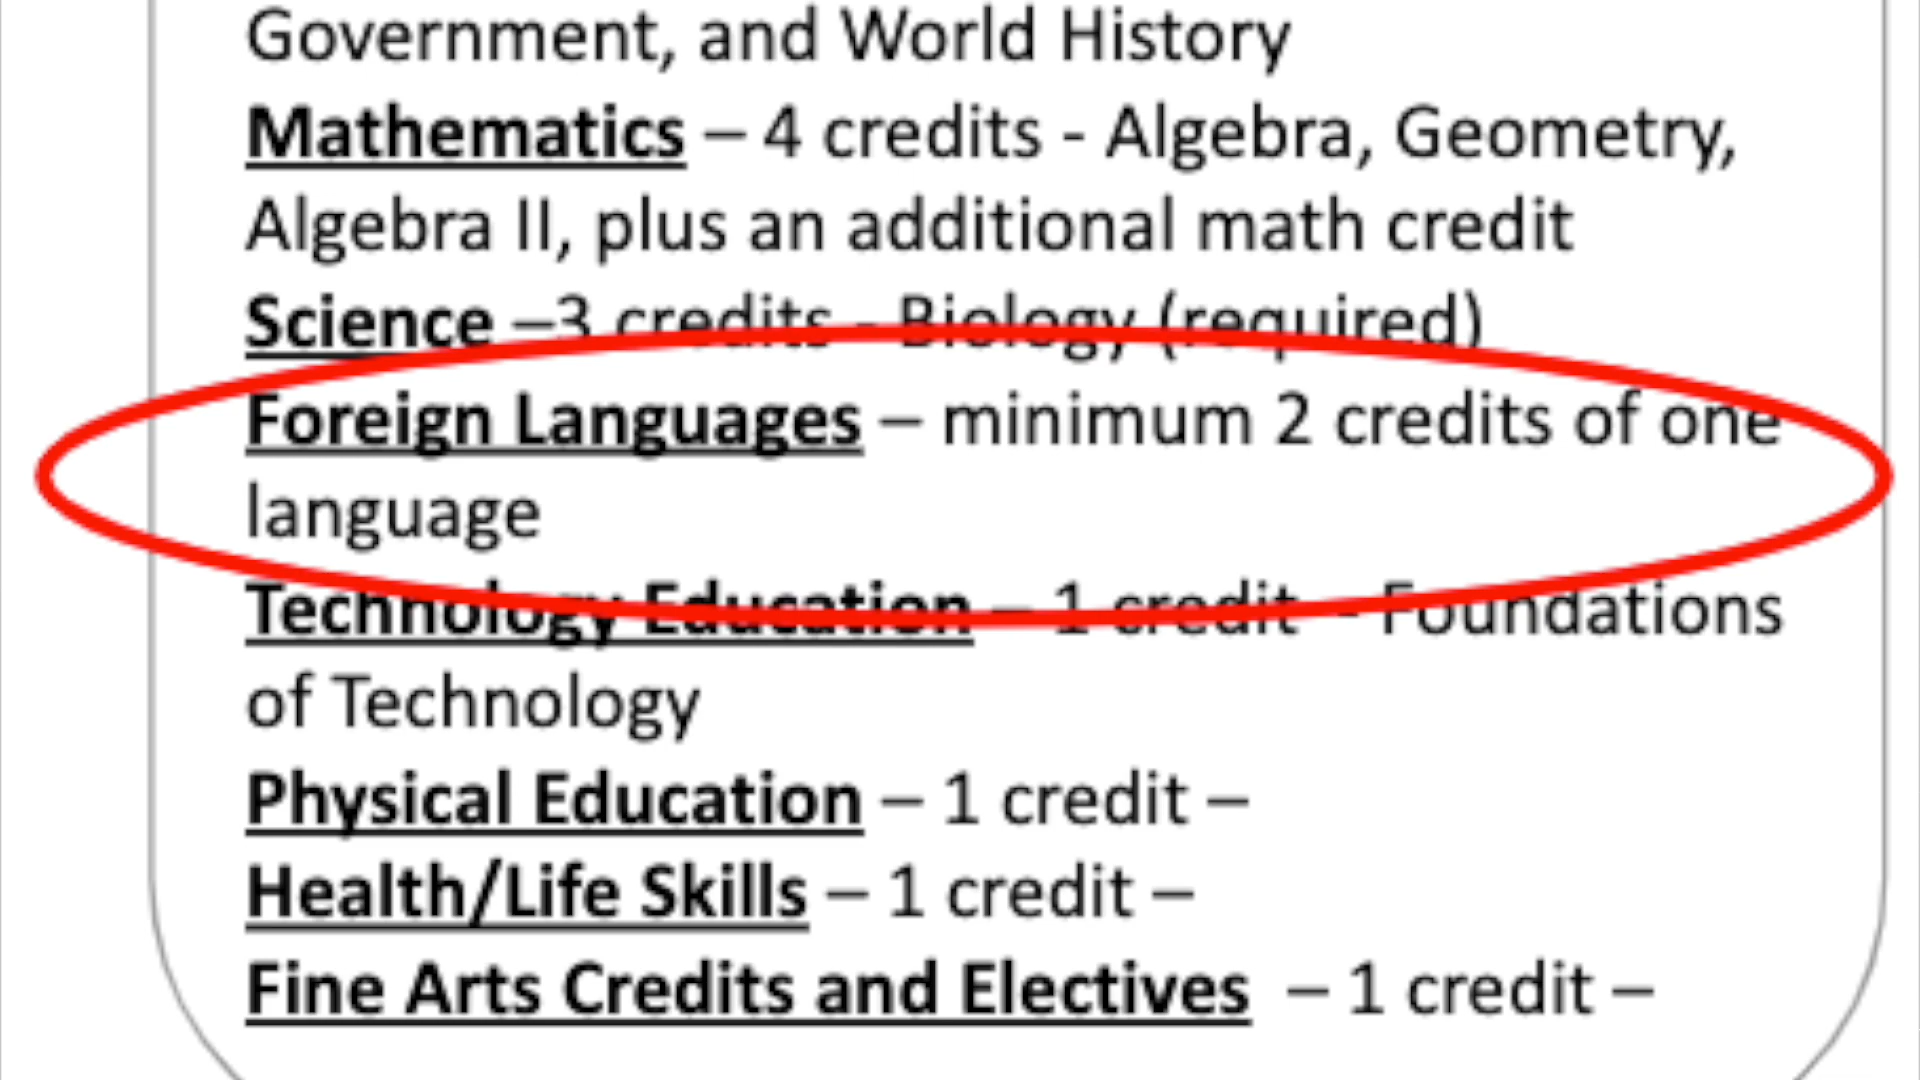 Government, and World History
Mathematics – 4 credits - Algebra, Geometry,
Algebra II, plus an additional math credit
Science –3 credits - Biology (required)
Foreign Languages – minimum 2 credits of one
language
Technology Education – 1 credit - Foundations
of Technology
Physical Education – 1 credit –
Health/Life Skills – 1 credit –
Fine Arts Credits and Electives – 1 credit –